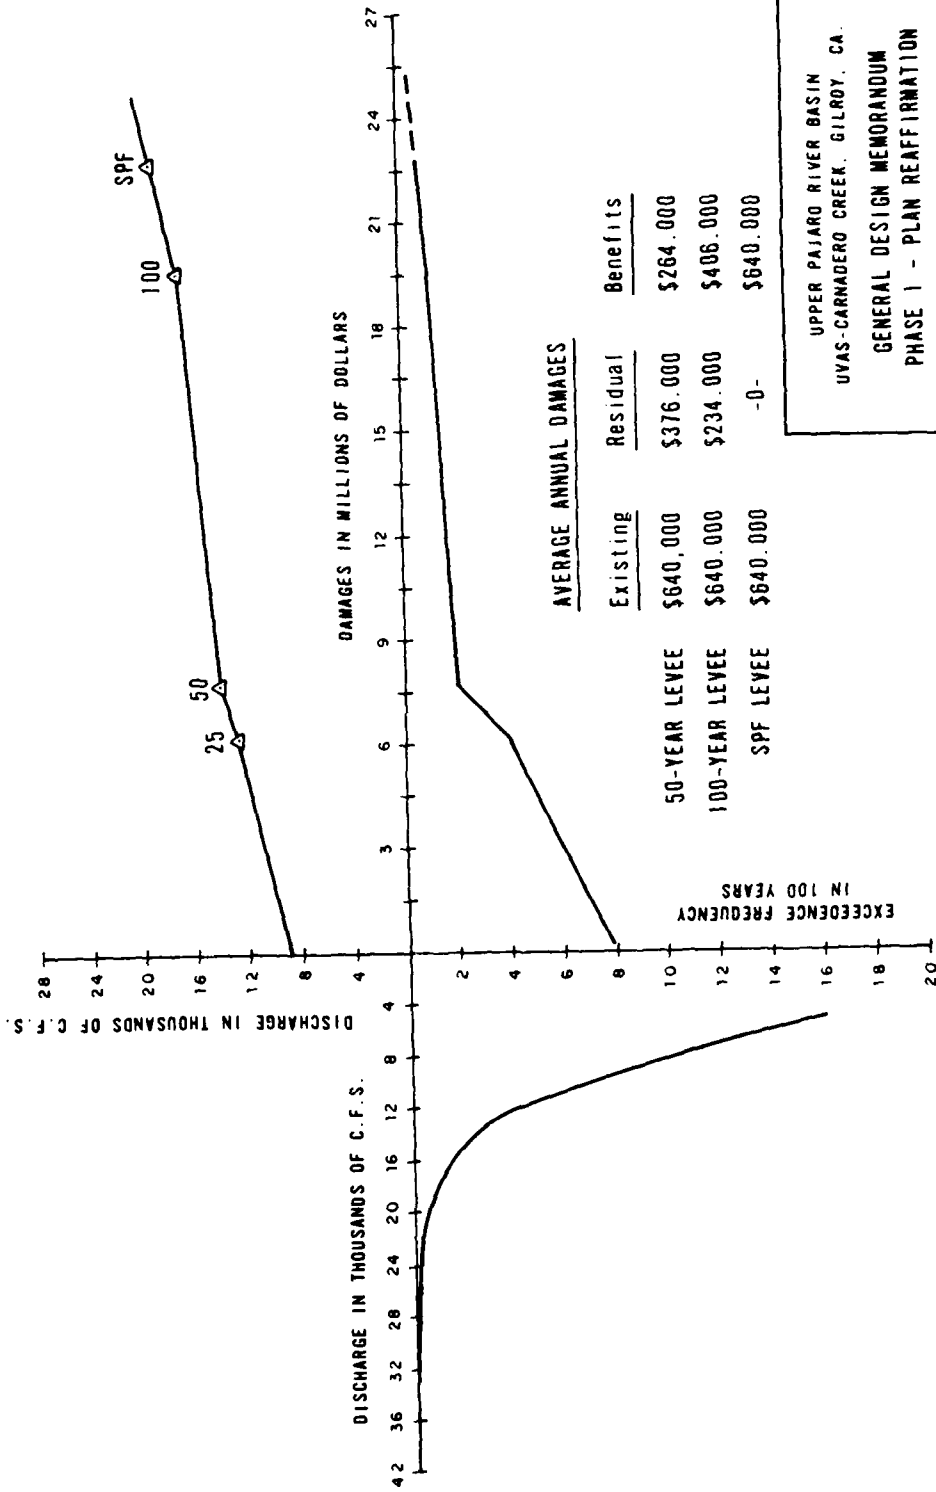 SPF
100
50
25
28
20
12
4
DISCHARGE IN THOUSANDS OF C.F.S.
DAMAGES IN MILLIONS OF DOLLARS
3
6
9
12
15
18
21
24
27
DISCHARGE IN THOUSANDS OF C.F.S.
42
36
32
28
24
20
16
12
8
4
2
4
6
8
10
12
14
16
18
20
EXCEEDENCE FREQUENCY
IN 100 YEARS
AVERAGE ANNUAL DAMAGES
Existing Residual Benefits
50-YEAR LEVEE $640,000 $376.000 $264.000
100-YEAR LEVEE $640.000 $234.000 $406.000
SPF LEVEE $640.000 -0- $640.000
UPPER PAJARO RIVER BASIN
UVAS-CARNADERO CREEK, GILROY, CA.
GENERAL DESIGN MEMORANDUM
PHASE 1 - PLAN REAFFIRMATION